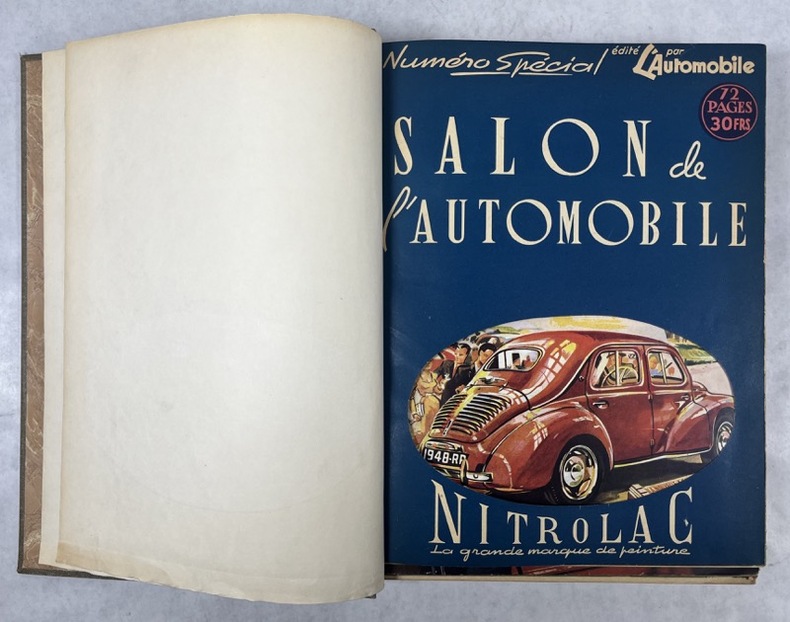 Numéro Spécial édité par L'Automobile
72
PAGES
30 FRS
SALON de
l'AUTOMOBILE
1948-RF
NITROLAC
La grande marque de peinture